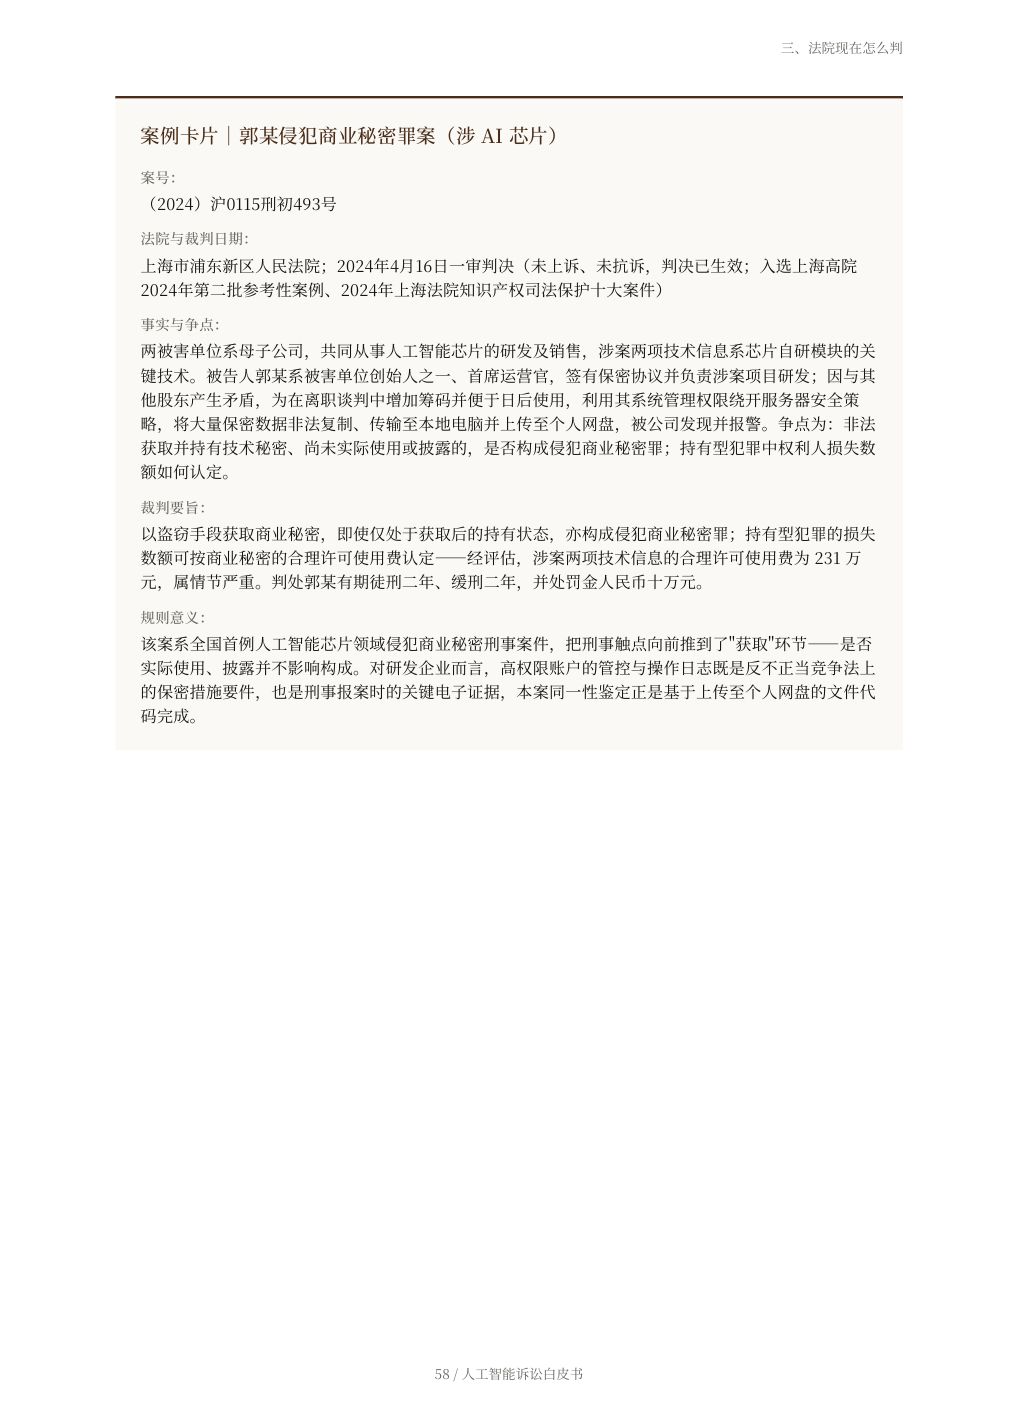 三、法院现在怎么判
案例卡片｜郭某侵犯商业秘密罪案（涉 AI 芯片）
案号：
（2024）沪0115刑初493号
法院与裁判日期：
上海市浦东新区人民法院；2024年4月16日一审判决（未上诉、未抗诉，判决已生效；入选上海高院
2024年第二批参考性案例、2024年上海法院知识产权司法保护十大案件）
事实与争点：
两被害单位系母子公司，共同从事人工智能芯片的研发及销售，涉案两项技术信息系芯片自研模块的关
键技术。被告人郭某系被害单位创始人之一、首席运营官，签有保密协议并负责涉案项目研发；因与其
他股东产生矛盾，为在离职谈判中增加筹码并便于日后使用，利用其系统管理权限绕开服务器安全策
略，将大量保密数据非法复制、传输至本地电脑并上传至个人网盘，被公司发现并报警。争点为：非法
获取并持有技术秘密、尚未实际使用或披露的，是否构成侵犯商业秘密罪；持有型犯罪中权利人损失数
额如何认定。
裁判要旨：
以盗窃手段获取商业秘密，即使仅处于获取后的持有状态，亦构成侵犯商业秘密罪；持有型犯罪的损失
数额可按商业秘密的合理许可使用费认定——经评估，涉案两项技术信息的合理许可使用费为 231 万
元，属情节严重。判处郭某有期徒刑二年、缓刑二年，并处罚金人民币十万元。
规则意义：
该案系全国首例人工智能芯片领域侵犯商业秘密刑事案件，把刑事触点向前推到了"获取"环节——是否
实际使用、披露并不影响构成。对研发企业而言，高权限账户的管控与操作日志既是反不正当竞争法上
的保密措施要件，也是刑事报案时的关键电子证据，本案同一性鉴定正是基于上传至个人网盘的文件代
码完成。
58 / 人工智能诉讼白皮书